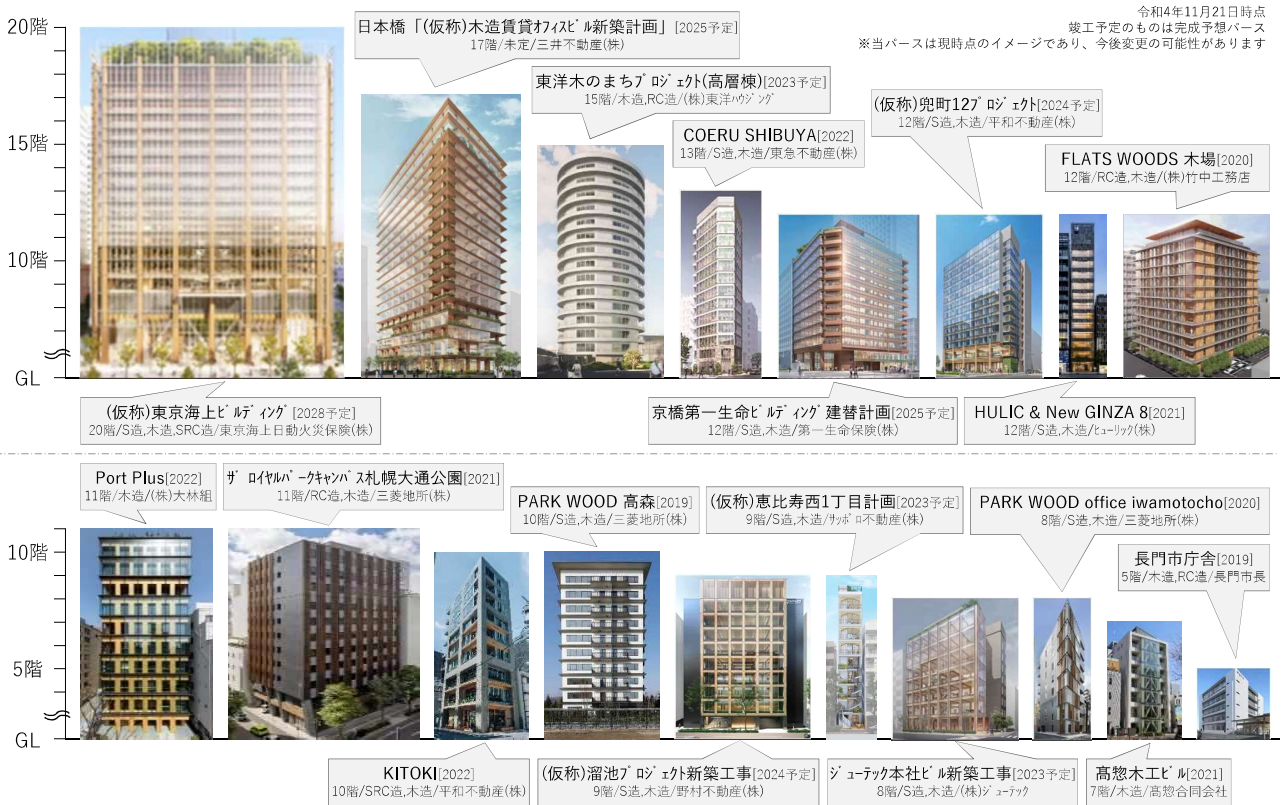 令和4年11月21日時点
竣工予定のものは完成予想パース
※当パースは現時点のイメージであり、今後変更の可能性があります
20階
15階
10階
GL
日本橋「(仮称)木造賃貸ｵﾌｨｽﾋﾞﾙ新築計画」[2025予定]
17階/未定/三井不動産(株)
東洋木のまちﾌﾟﾛｼﾞｪｸﾄ(高層棟)[2023予定]
15階/木造,RC造/(株)東洋ﾊｳｼﾞﾝｸﾞ
COERU SHIBUYA[2022]
13階/S造,木造/東急不動産(株)
(仮称)兜町12ﾌﾟﾛｼﾞｪｸﾄ[2024予定]
12階/S造,木造/平和不動産(株)
FLATS WOODS 木場[2020]
12階/RC造,木造/(株)竹中工務店
(仮称)東京海上ﾋﾞﾙﾃﾞｨﾝｸﾞ[2028予定]
20階/S造,木造,SRC造/東京海上日動火災保険(株)
京橋第一生命ﾋﾞﾙﾃﾞｨﾝｸﾞ建替計画[2025予定]
12階/S造,木造/第一生命保険(株)
HULIC & New GINZA 8[2021]
12階/S造,木造/ﾋｭｰﾘｯｸ(株)
10階
5階
GL
Port Plus[2022]
11階/木造/(株)大林組
ｻﾞ ﾛｲﾔﾙﾊﾟｰｸｷｬﾝﾊﾞｽ札幌大通公園[2021]
11階/RC造,木造/三菱地所(株)
PARK WOOD 高森[2019]
10階/S造,木造/三菱地所(株)
(仮称)恵比寿西1丁目計画[2023予定]
9階/S造,木造/ｻｯﾎﾟﾛ不動産(株)
PARK WOOD office iwamotocho[2020]
8階/S造,木造/三菱地所(株)
長門市庁舎[2019]
5階/木造,RC造/長門市長
KITOKI[2022]
10階/SRC造,木造/平和不動産(株)
(仮称)溜池ﾌﾟﾛｼﾞｪｸﾄ新築工事[2024予定]
9階/S造,木造/野村不動産(株)
ｼﾞｭｰﾃｯｸ本社ﾋﾞﾙ新築工事[2023予定]
8階/S造,木造/(株)ｼﾞｭｰﾃｯｸ
髙惣木工ﾋﾞﾙ[2021]
7階/木造/髙惣合同会社